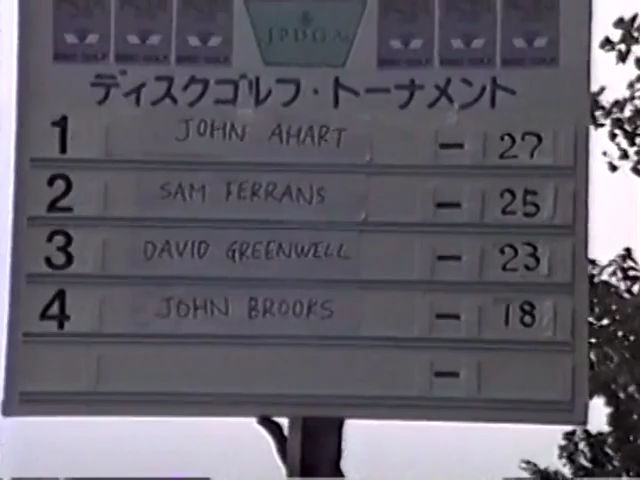 JPDGA
ディスクゴルフ・トーナメント
1 JOHN AHART - 27
2 SAM FERRANS - 25
3 DAVID GREENWELL - 23
4 JOHN BROOKS - 18
-